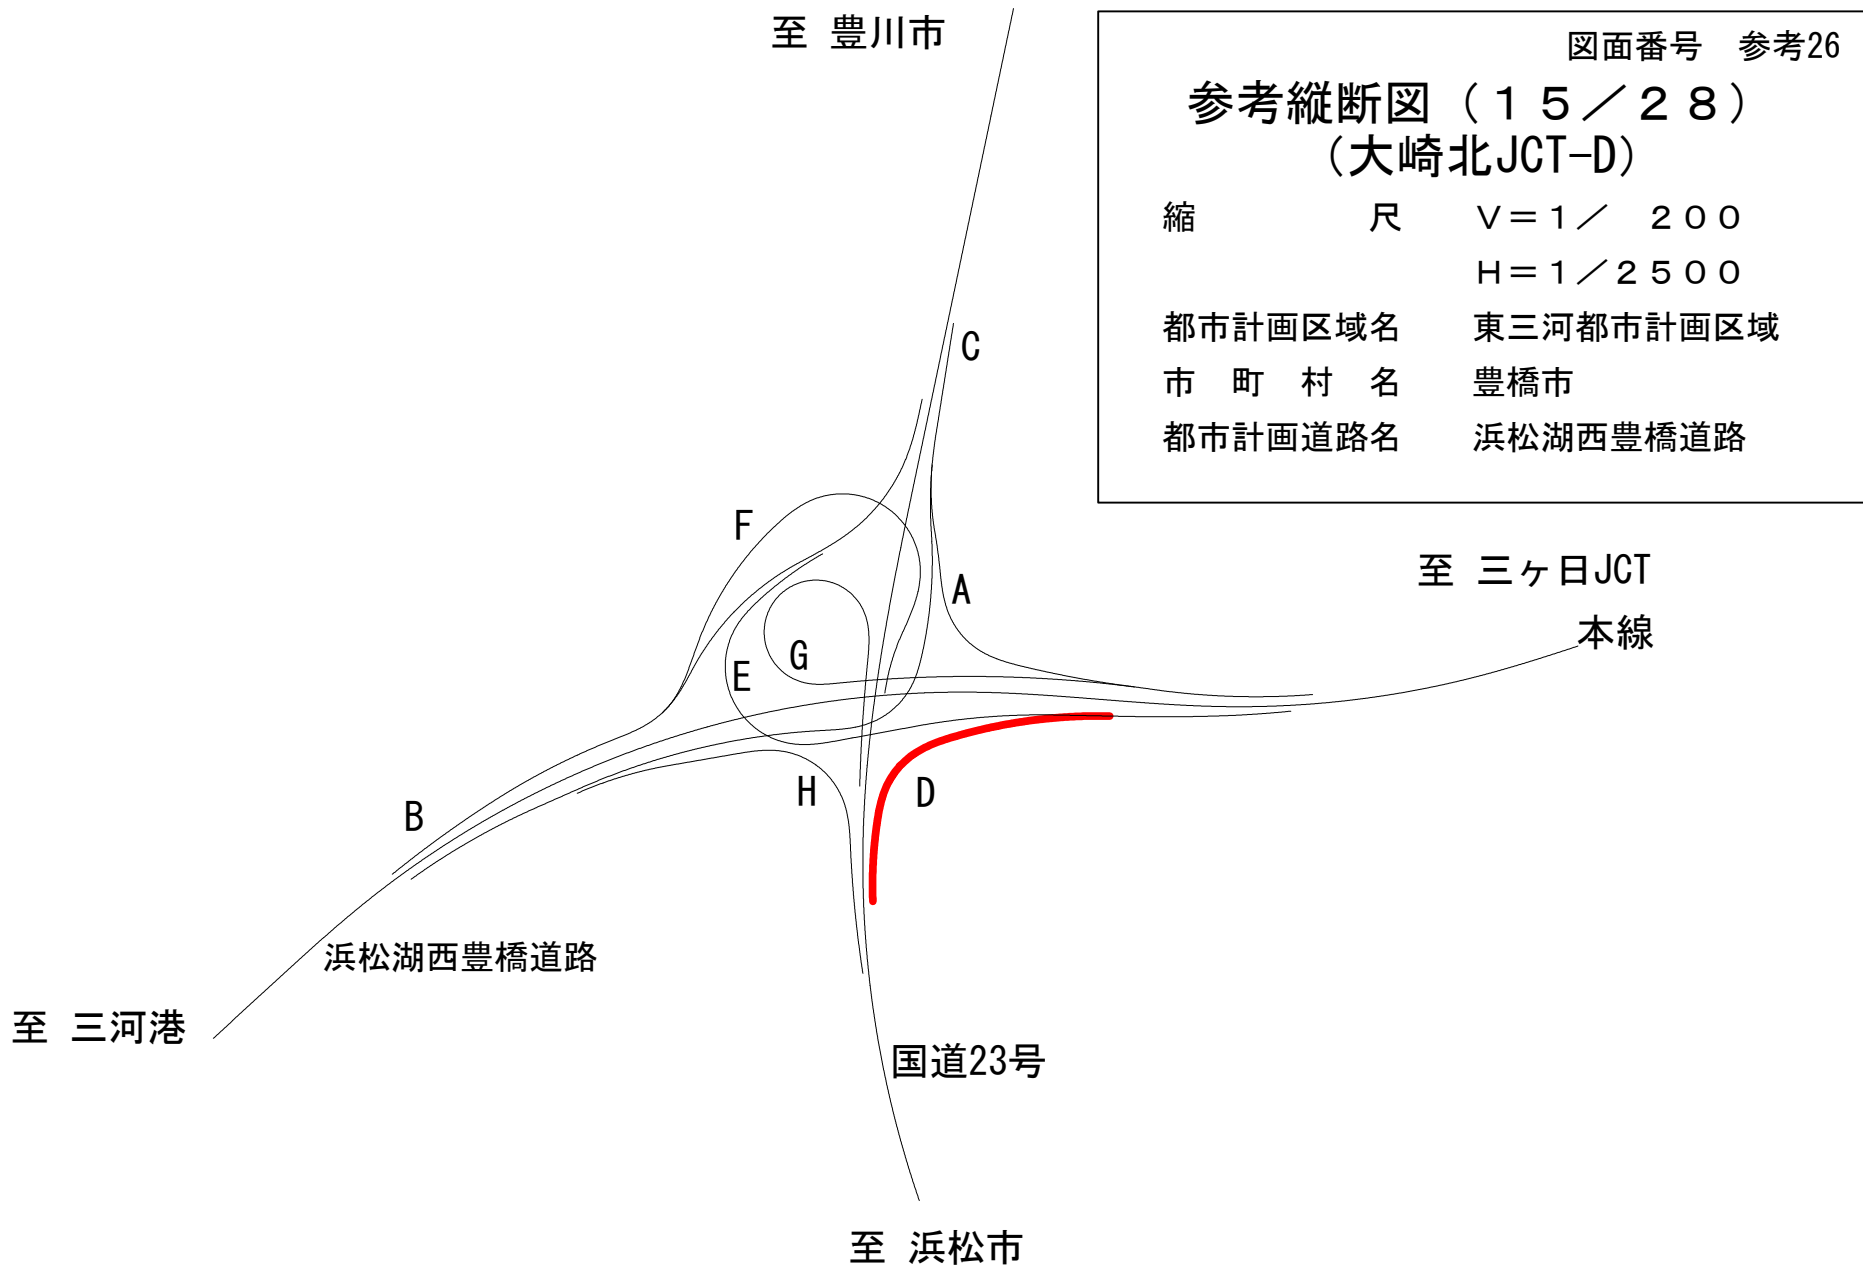 至 豊川市
図面番号 参考26
参考縦断図（１５／２８）
（大崎北JCT-D）
縮 尺 Ｖ＝１／ ２００
Ｈ＝１／２５００
都市計画区域名 東三河都市計画区域
市町村名 豊橋市
都市計画道路名 浜松湖西豊橋道路
C
F
至 三ヶ日JCT
A
本線
G
E
H
D
B
浜松湖西豊橋道路
至 三河港
国道23号
至 浜松市